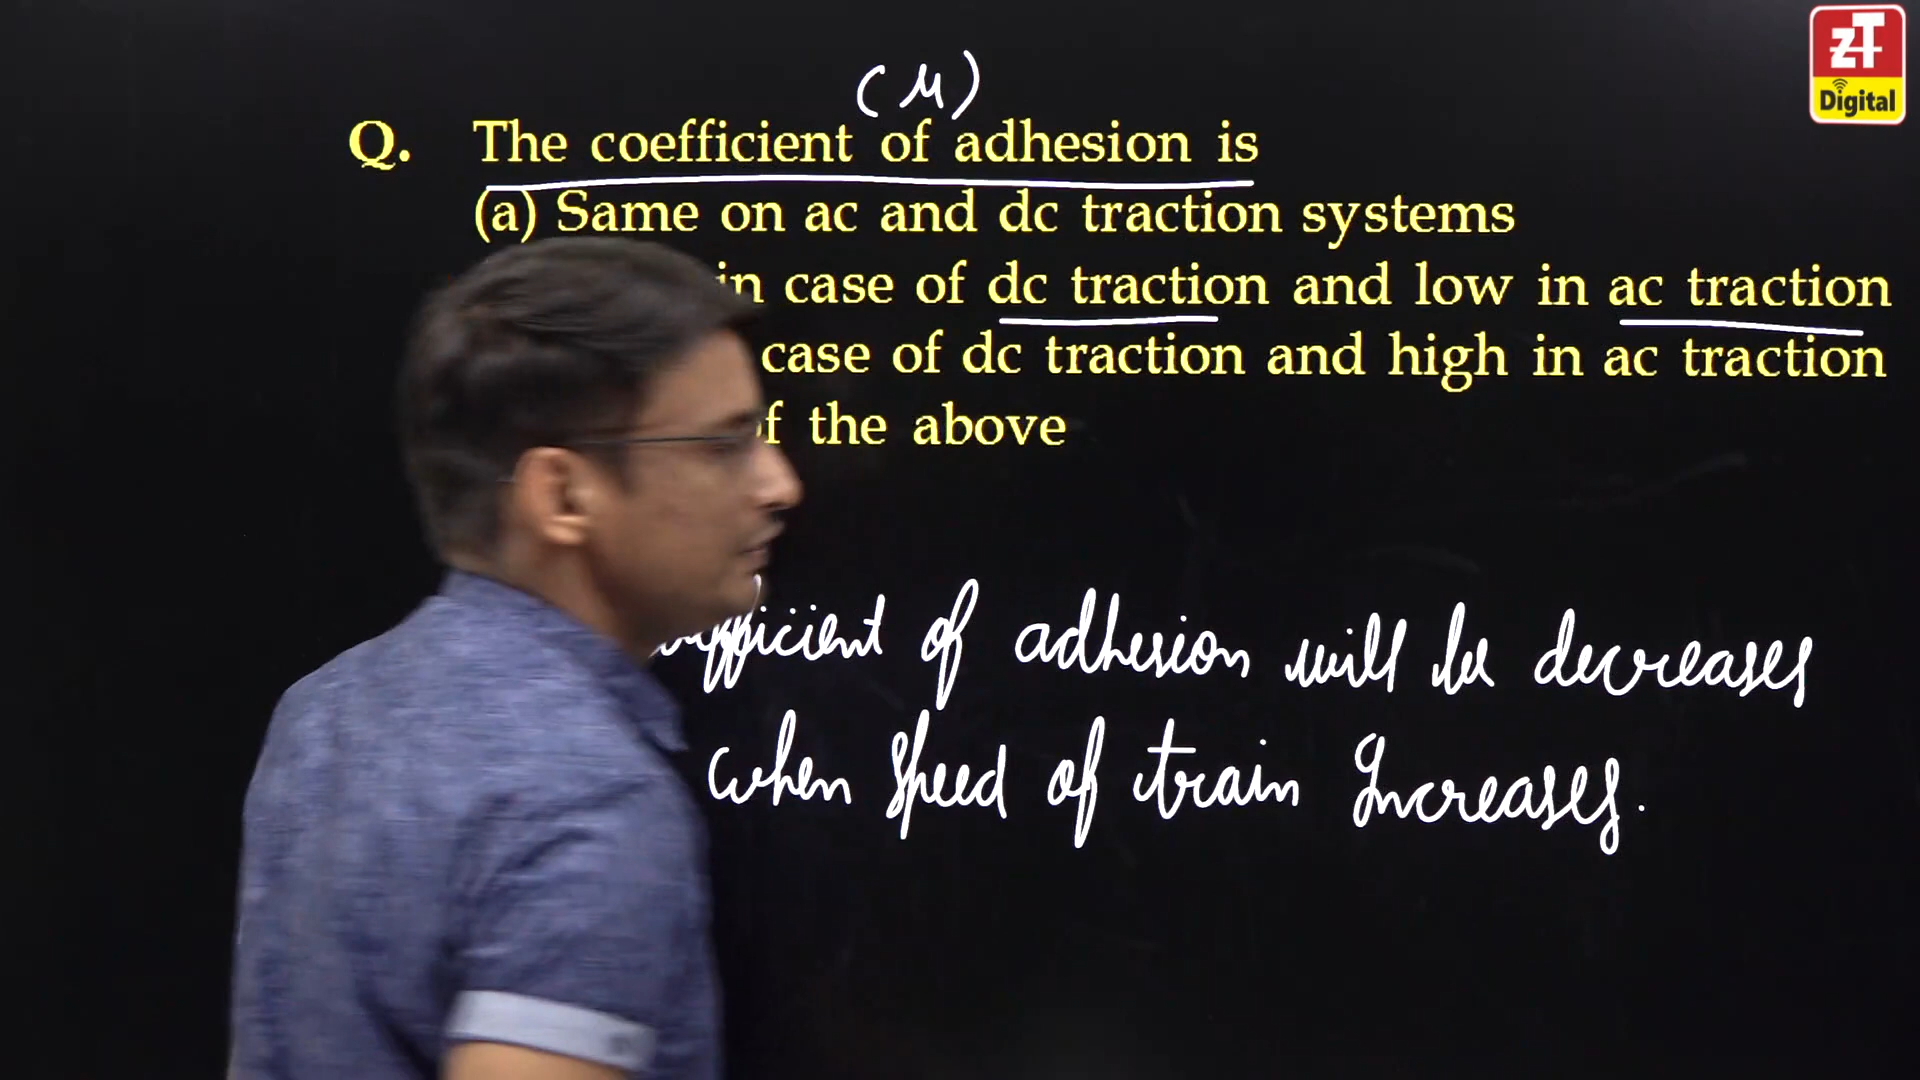 (μ)
Q. The coefficient of adhesion is
(a) Same on ac and dc traction systems
in case of dc traction and low in ac traction
case of dc traction and high in ac traction
of the above
will be decreases
of adhesion
when speed of train Increases.
ZT
Digital